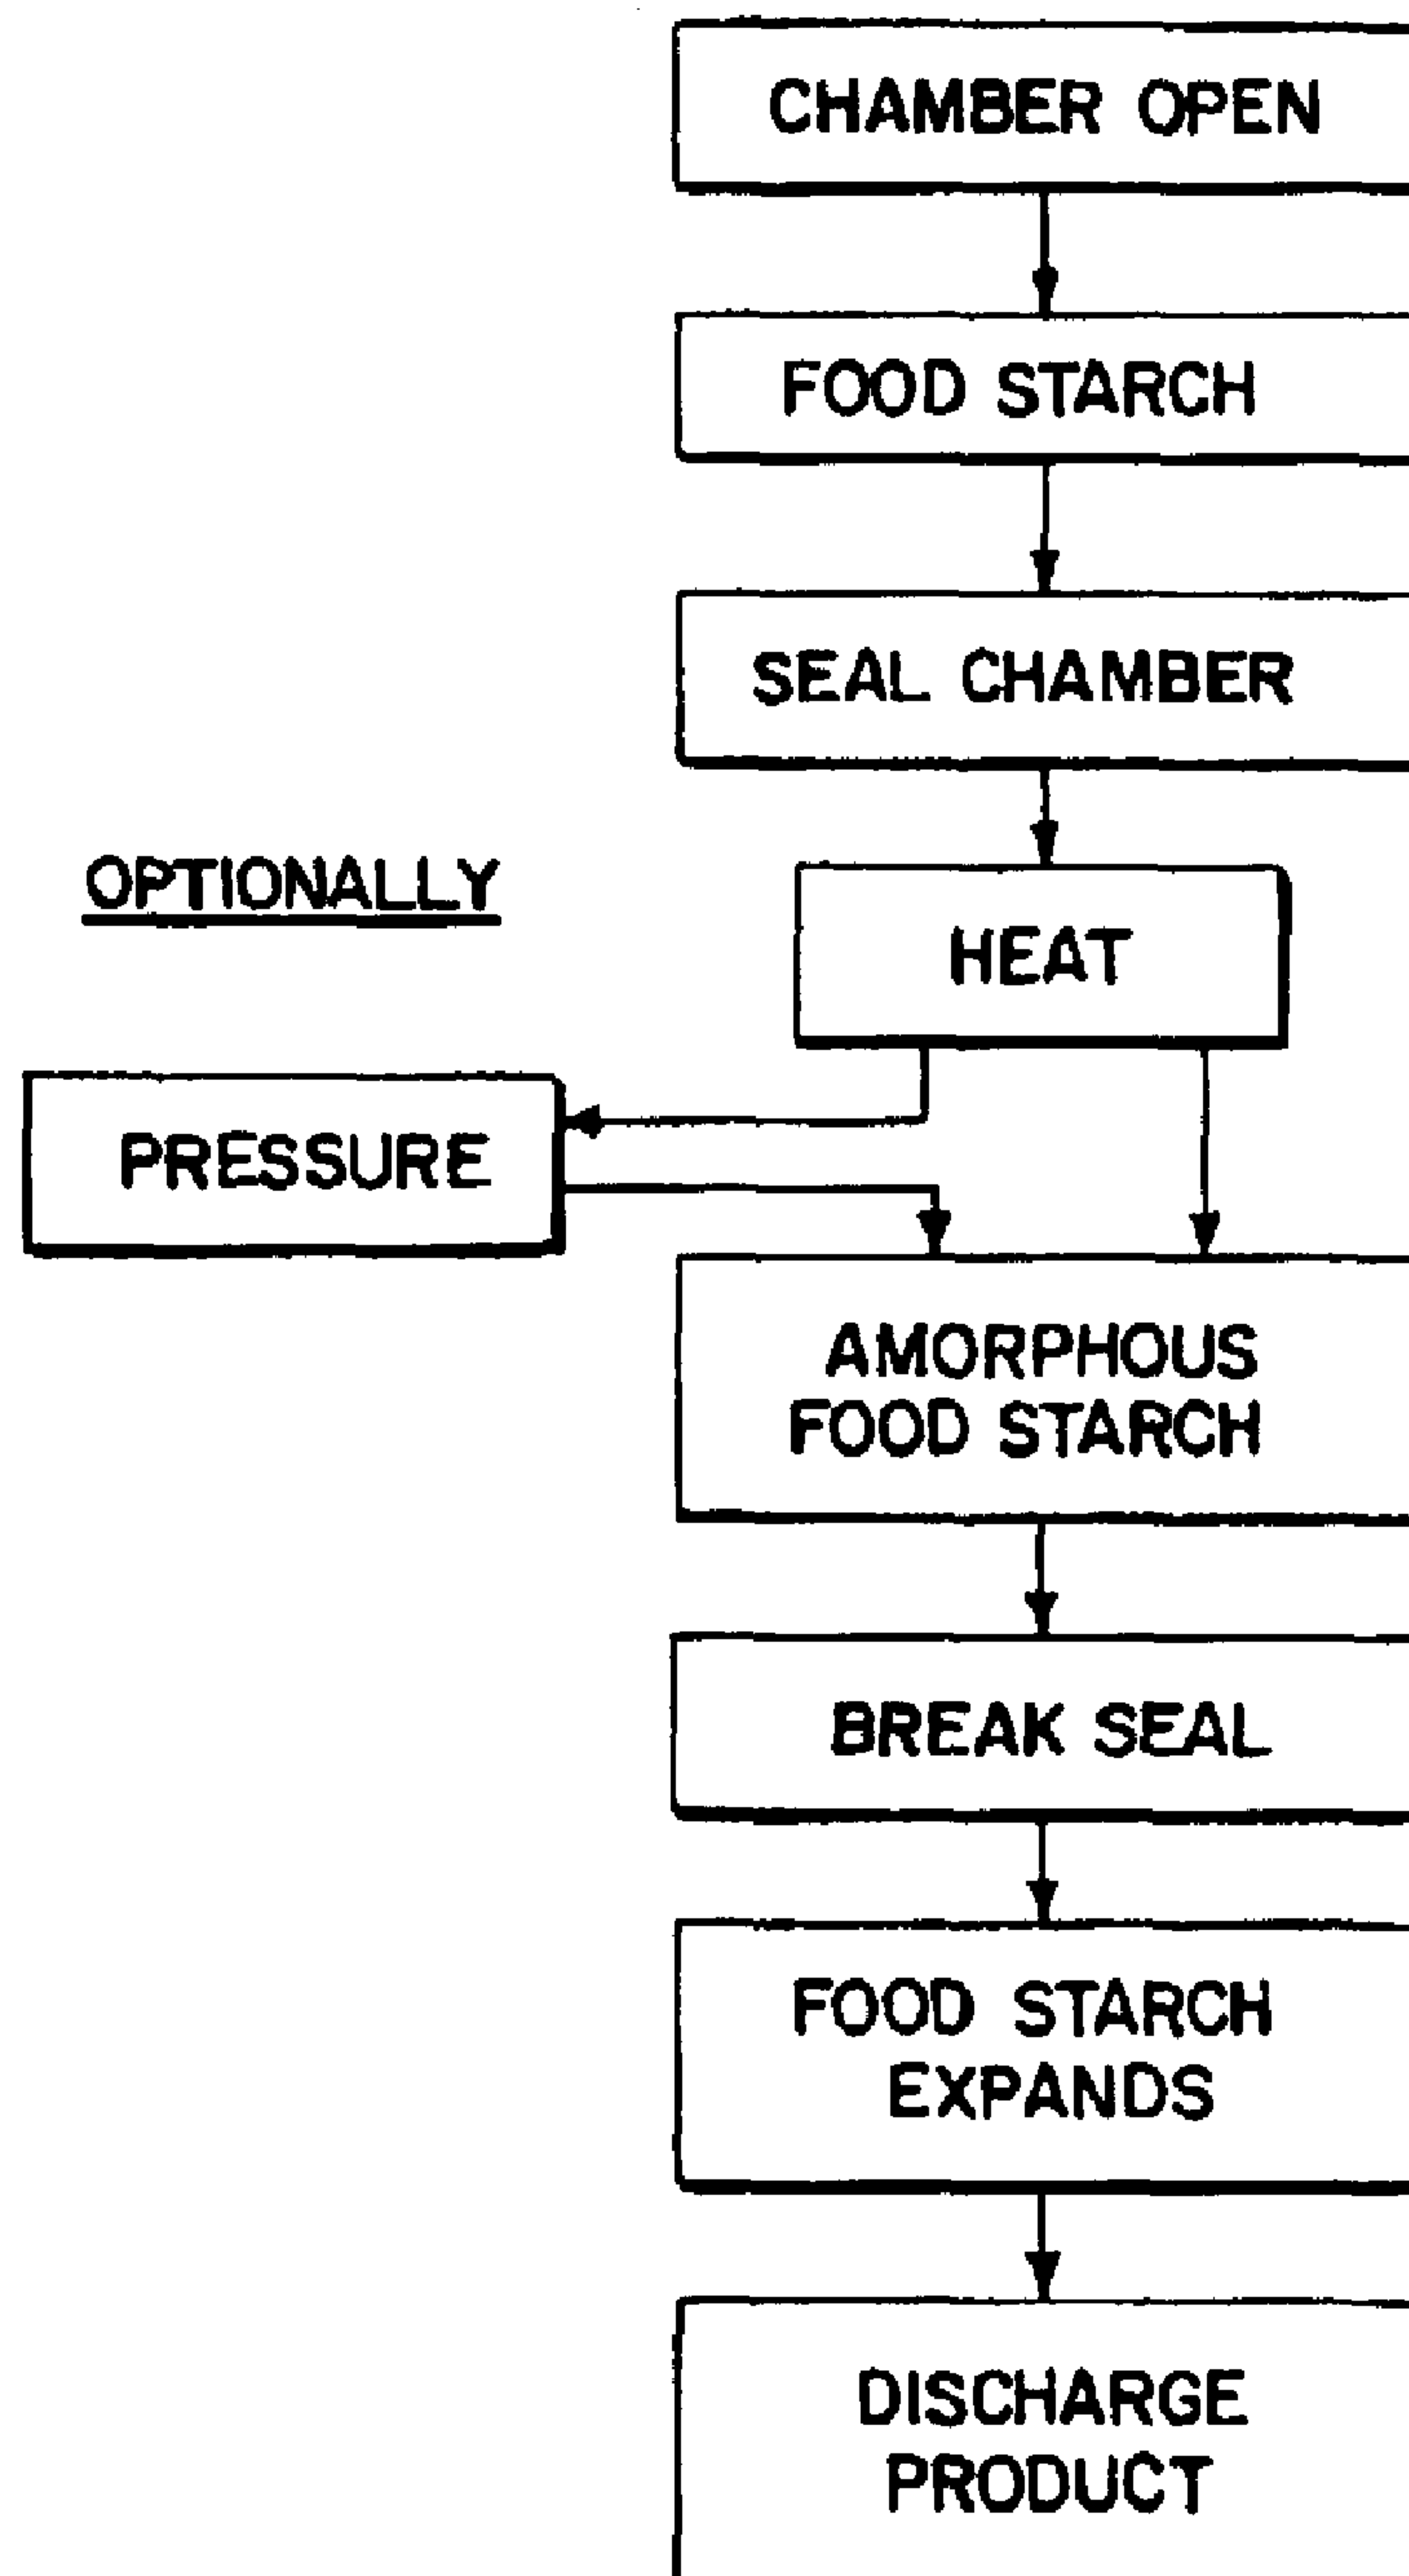 CHAMBER OPEN
FOOD STARCH
SEAL CHAMBER
OPTIONALLY
HEAT
PRESSURE
AMORPHOUS
FOOD STARCH
BREAK SEAL
FOOD STARCH
EXPANDS
DISCHARGE
PRODUCT